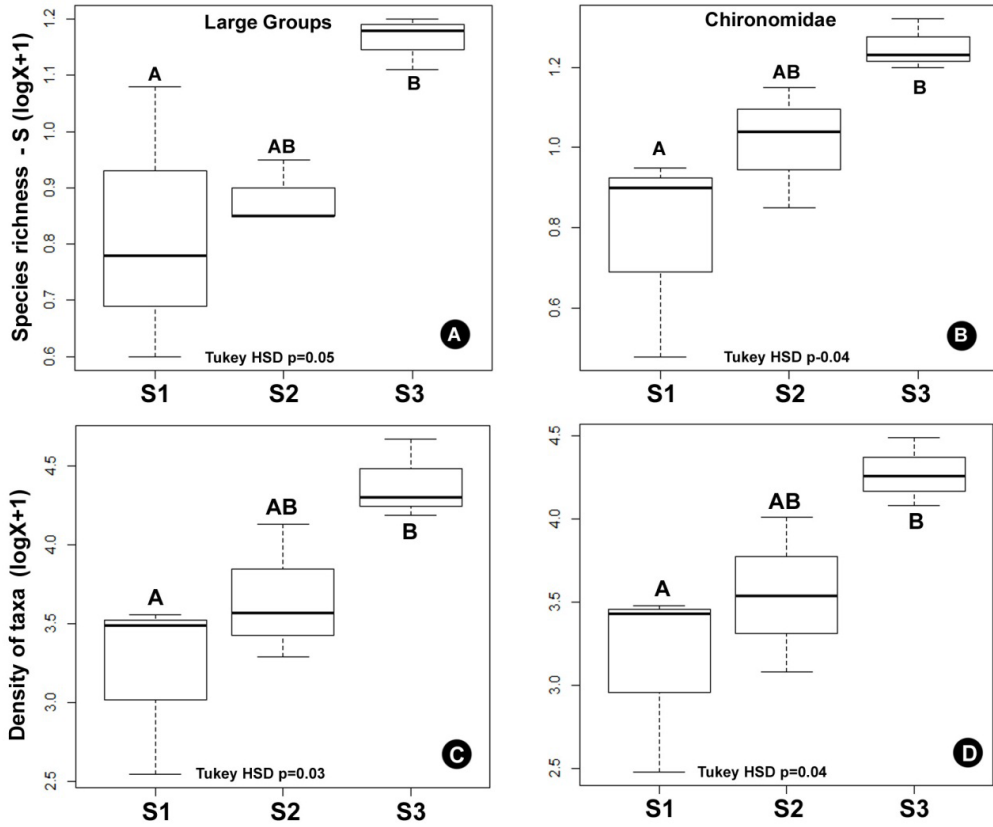 Species richness - S (logX+1)
Large Groups
1.2
1.1
1.0
0.9
0.8
0.7
0.6
A
AB
B
Tukey HSD p=0.05
A
S1 S2 S3
Chironomidae
1.2
1.0
0.8
0.6
A
AB
B
Tukey HSD p-0.04
B
S1 S2 S3
Density of taxa (logX+1)
4.5
4.0
3.5
3.0
2.5
A
AB
B
Tukey HSD p=0.03
C
S1 S2 S3
4.5
4.0
3.5
3.0
2.5
A
AB
B
Tukey HSD p=0.04
D
S1 S2 S3